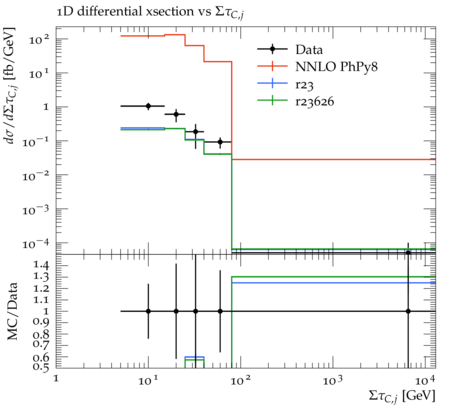 1D differential xsection vs Στ_{C,j}
dσ/dΣτ_{C,j} [fb/GeV]
10^2
10^1
1
10^{-1}
10^{-2}
10^{-3}
10^{-4}
Data
NNLO PhPy8
r23
r23626
MC/Data
1.4
1.3
1.2
1.1
1
0.9
0.8
0.7
0.6
0.5
1 10^1 10^2 10^3 10^4
Στ_{C,j} [GeV]